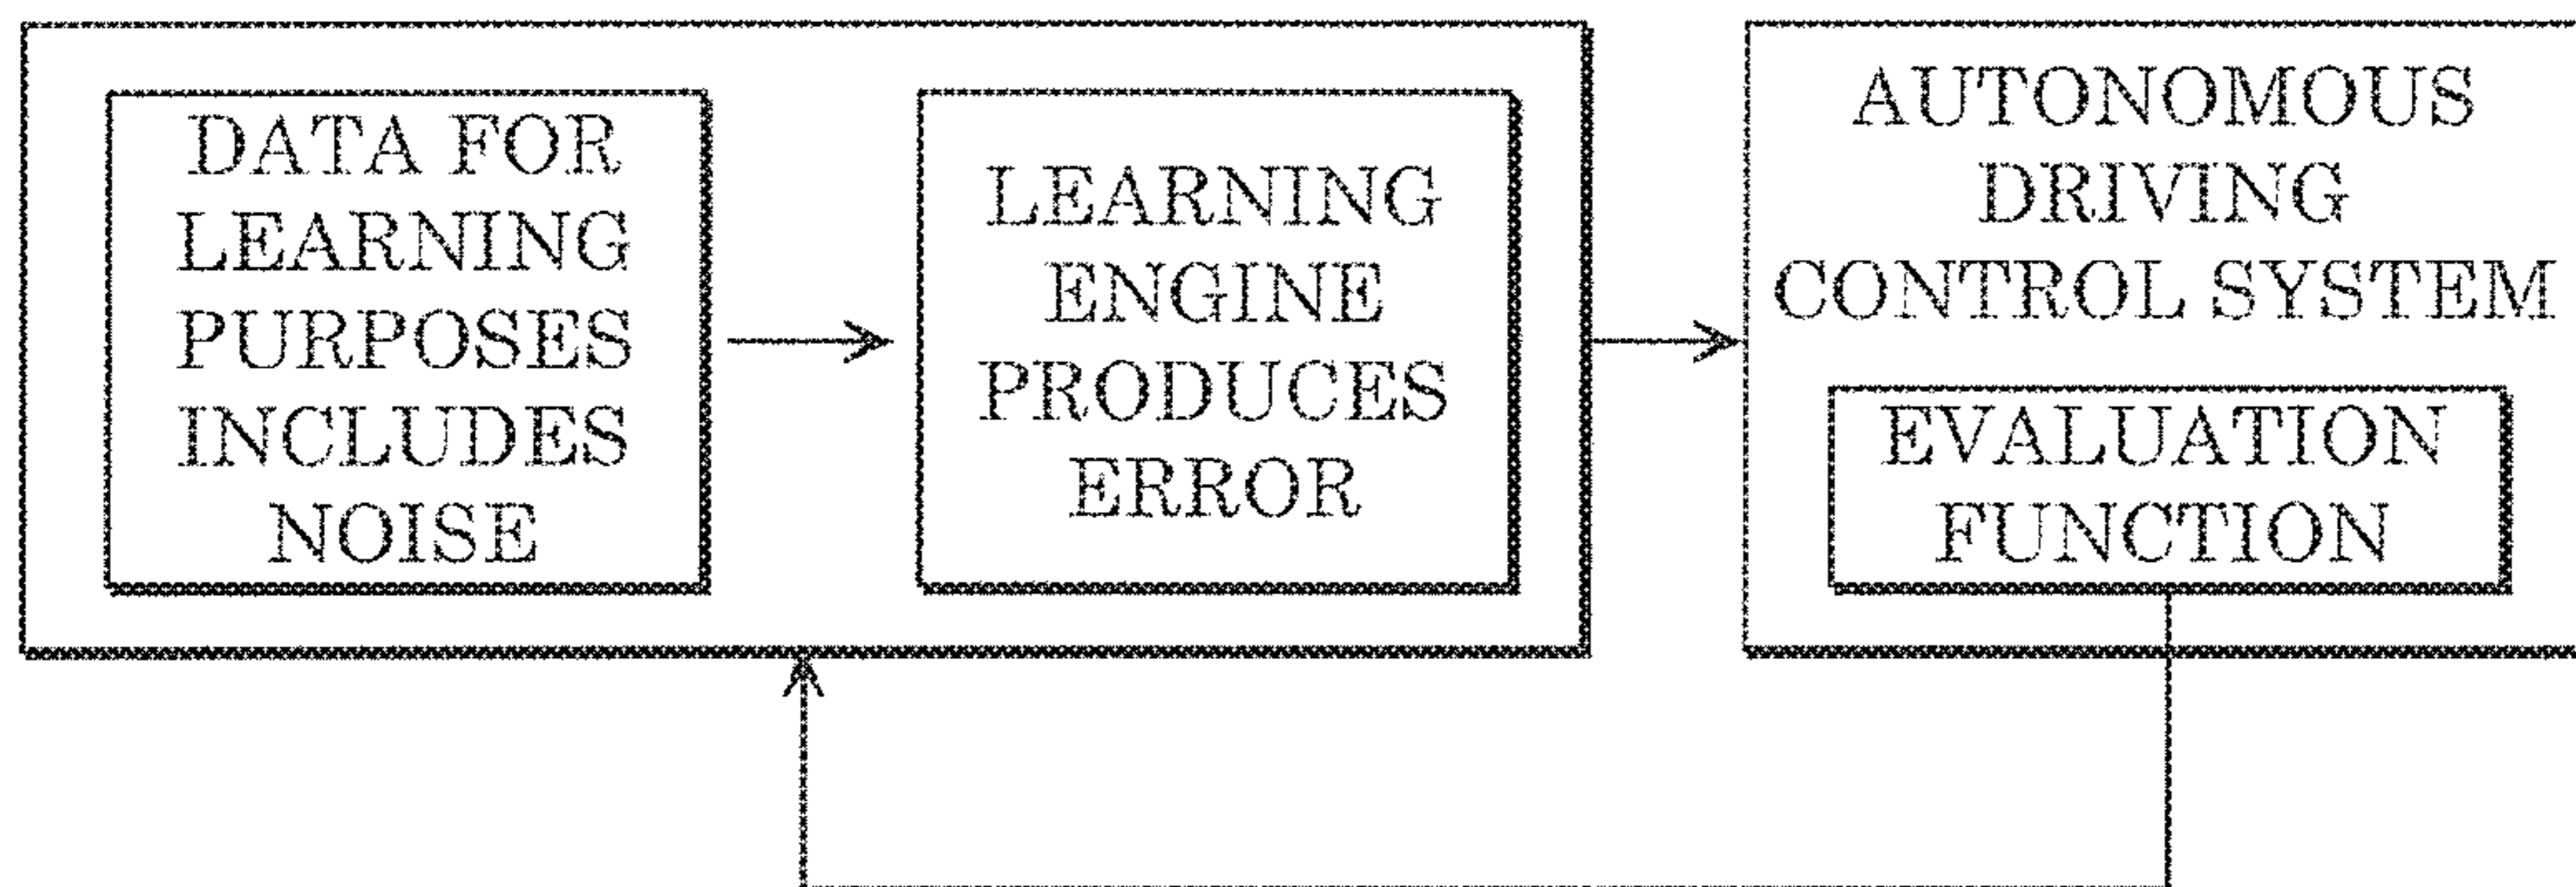 DATA FOR
LEARNING
PURPOSES
INCLUDES
NOISE
LEARNING
ENGINE
PRODUCES
ERROR
AUTONOMOUS
DRIVING
CONTROL SYSTEM
EVALUATION
FUNCTION